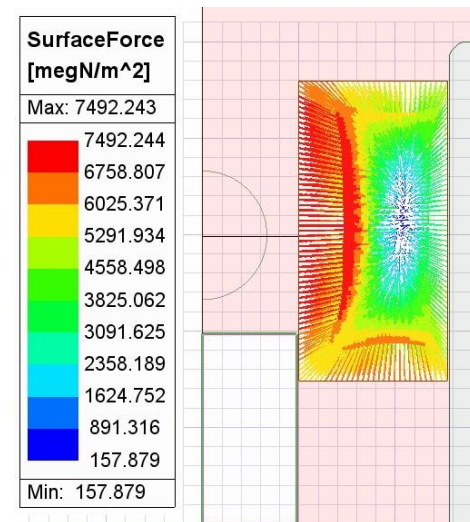 SurfaceForce
[megN/m^2]
Max: 7492.243
7492.244
6758.807
6025.371
5291.934
4558.498
3825.062
3091.625
2358.189
1624.752
891.316
157.879
Min: 157.879